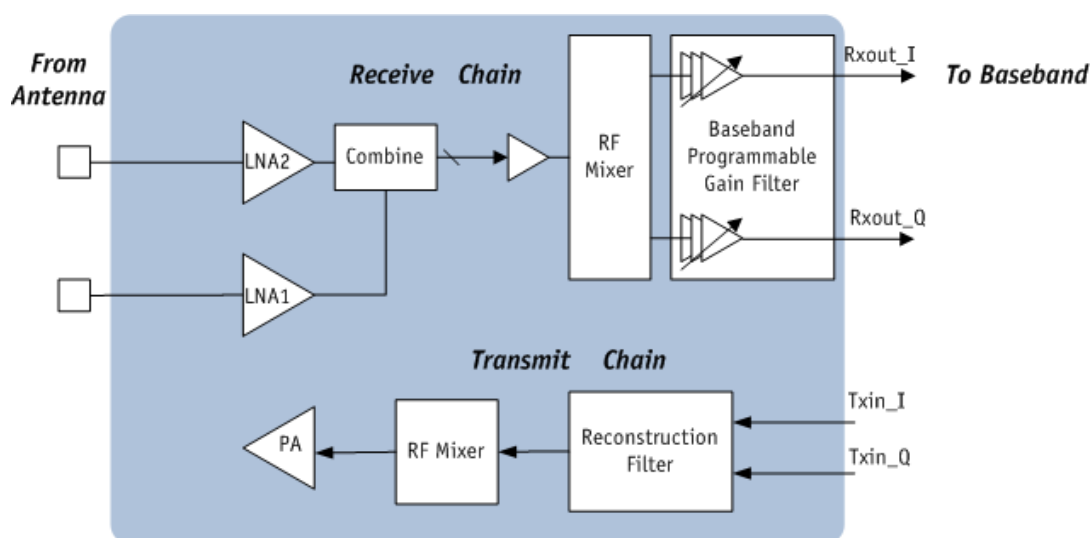 From
Antenna
Receive Chain
To Baseband
LNA2
Combine
RF
Mixer
Baseband
Programmable
Gain Filter
Rxout_I
Rxout_Q
LNA1
Transmit Chain
PA
RF Mixer
Reconstruction
Filter
Txin_I
Txin_Q